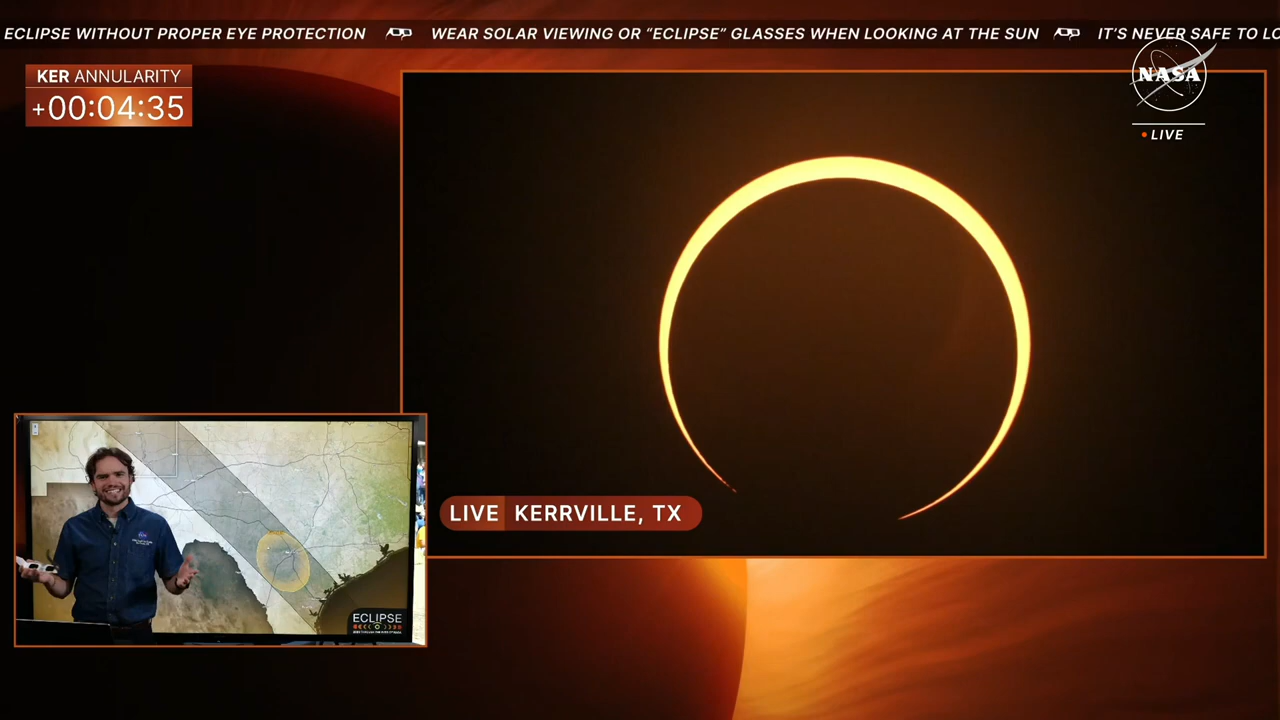 ECLIPSE WITHOUT PROPER EYE PROTECTION WEAR SOLAR VIEWING OR “ECLIPSE” GLASSES WHEN LOOKING AT THE SUN IT’S NEVER SAFE TO LO
KER ANNULARITY
+00:04:35
NASA
LIVE
LIVE KERRVILLE, TX
ECLIPSE